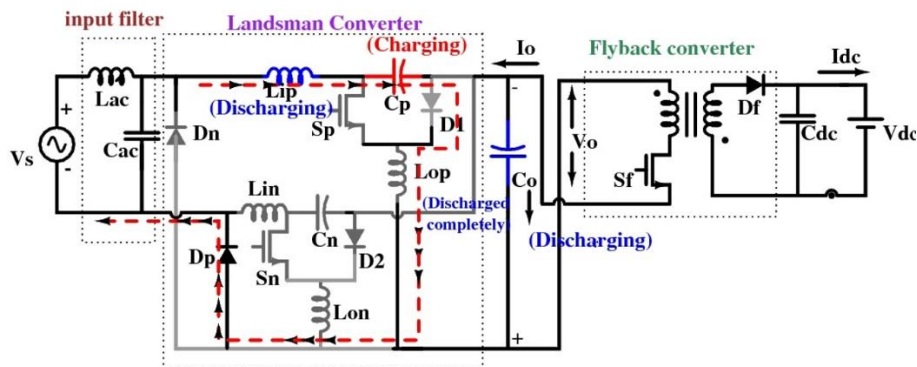 input filter
Landsman Converter
(Charging)
Io
Flyback converter
Idc
+
Lac
Lip
Cp
-
Df
(Discharging)
Sp
D1
Vs
Cac
Dn
Vo
Cdc
Vdc
-
Lop
Co
Sf
Lin
(Discharged
completely)
Cn
(Discharging)
Dp
Sn
D2
Lon
+